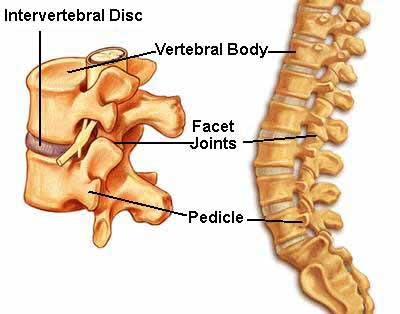 Intervertebral Disc
Vertebral Body
Facet
Joints
Pedicle